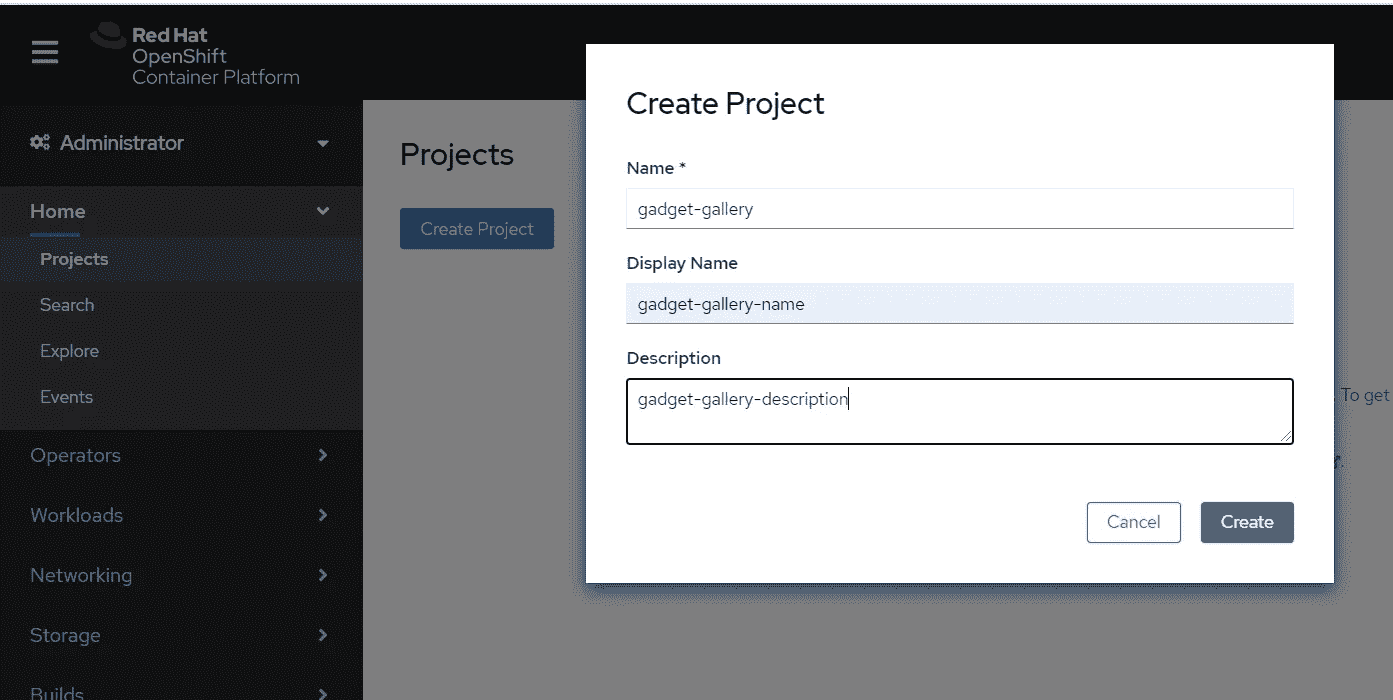 Red Hat
OpenShift
Container Platform
Administrator
Home
Projects
Search
Explore
Events
Operators
Workloads
Networking
Storage
Builds
Projects
Create Project
To get
Create Project
Name *
gadget-gallery
Display Name
gadget-gallery-name
Description
gadget-gallery-description
Cancel
Create